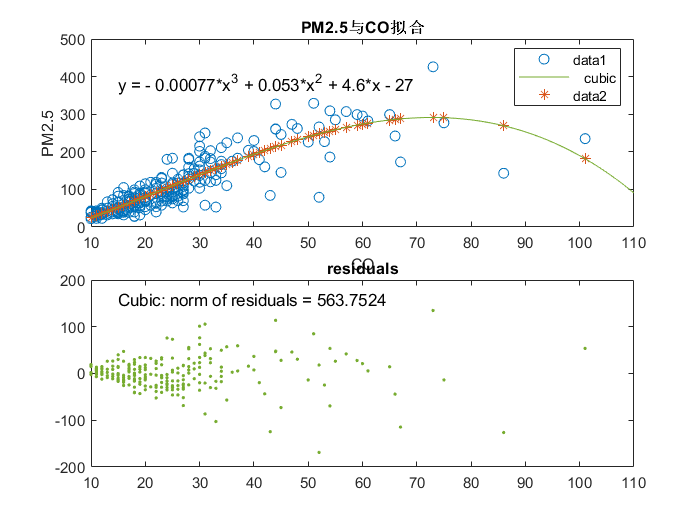 PM2.5与CO拟合
500
400
300
200
100
0
PM2.5
y = - 0.00077*x^3 + 0.053*x^2 + 4.6*x - 27
data1
cubic
data2
10 20 30 40 50 60 70 80 90 100 110
CO
residuals
200
100
0
-100
-200
Cubic: norm of residuals = 563.7524
10 20 30 40 50 60 70 80 90 100 110